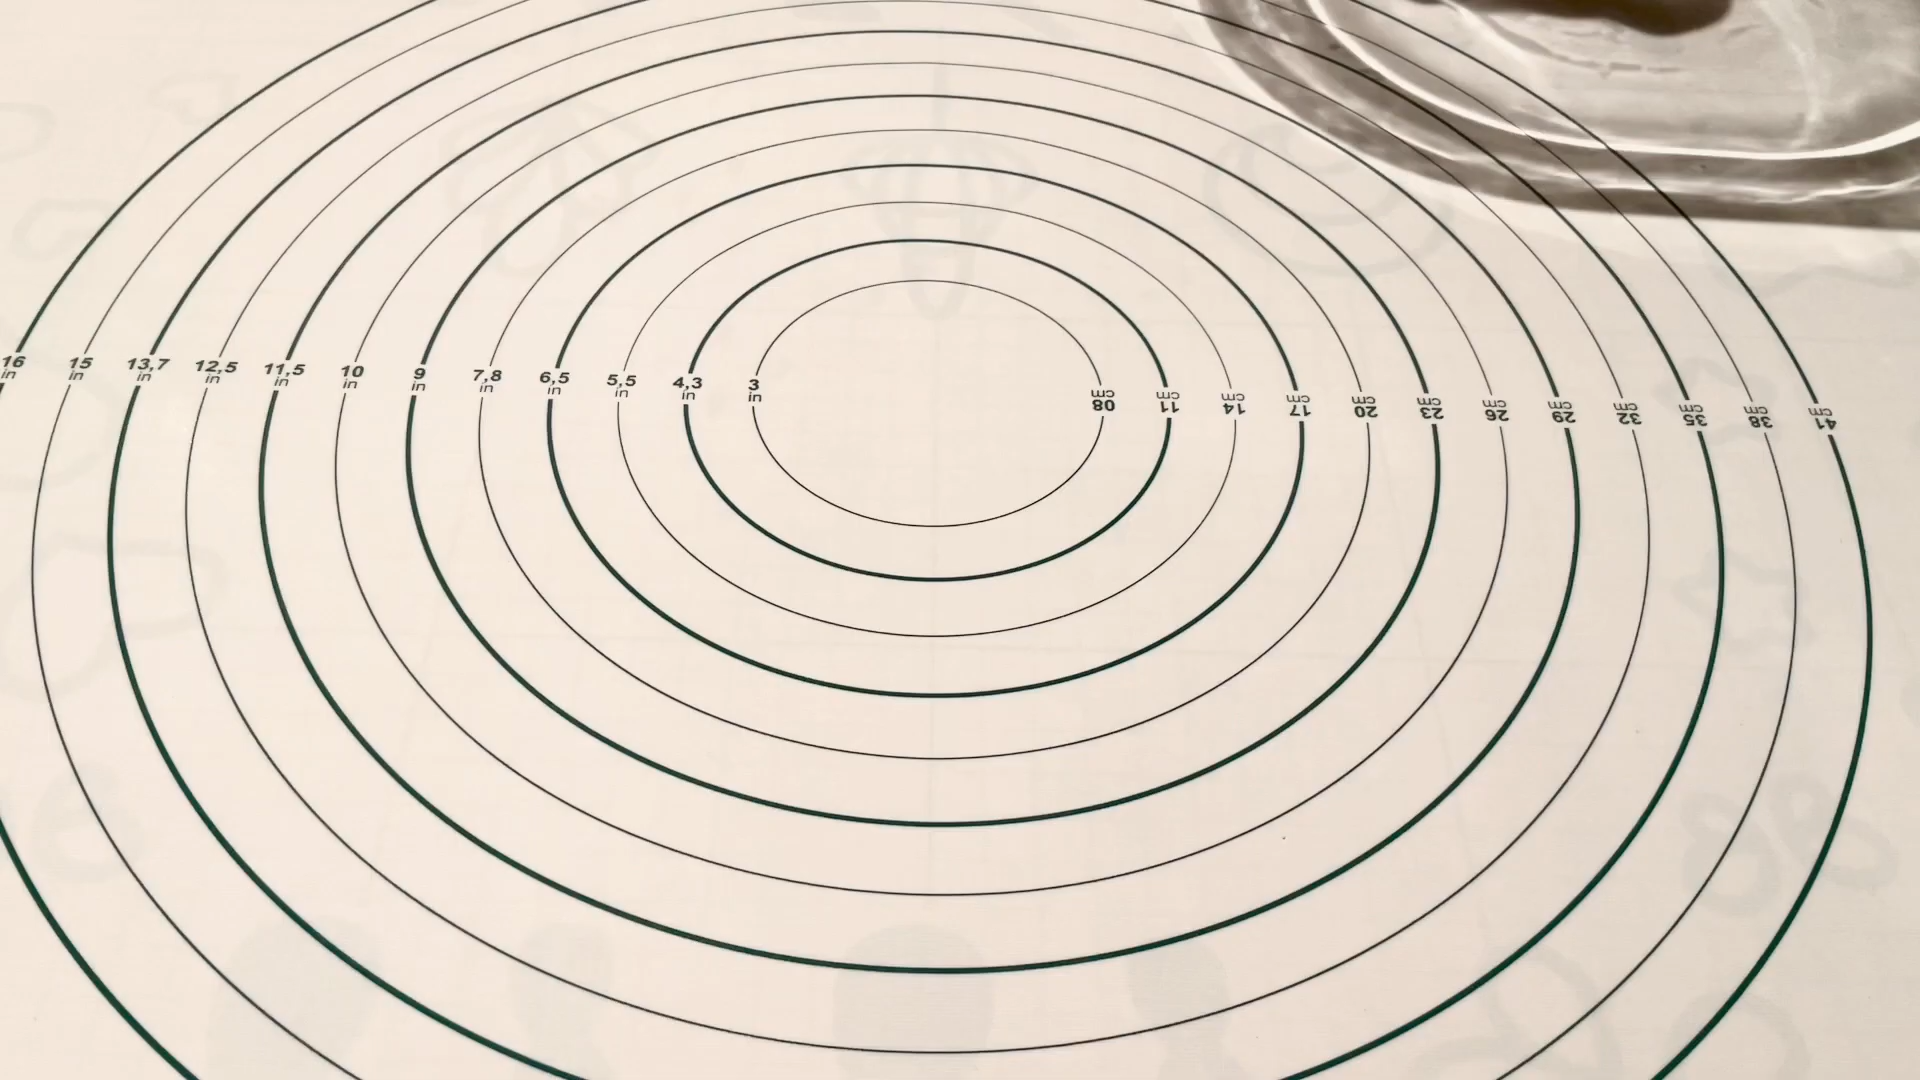 16 in
15 in
13,7 in
12,5 in
11,5 in
10 in
9 in
7,8 in
6,5 in
5,5 in
4,3 in
3 in
08 cm
11 cm
14 cm
17 cm
20 cm
23 cm
26 cm
29 cm
32 cm
35 cm
38 cm
41 cm